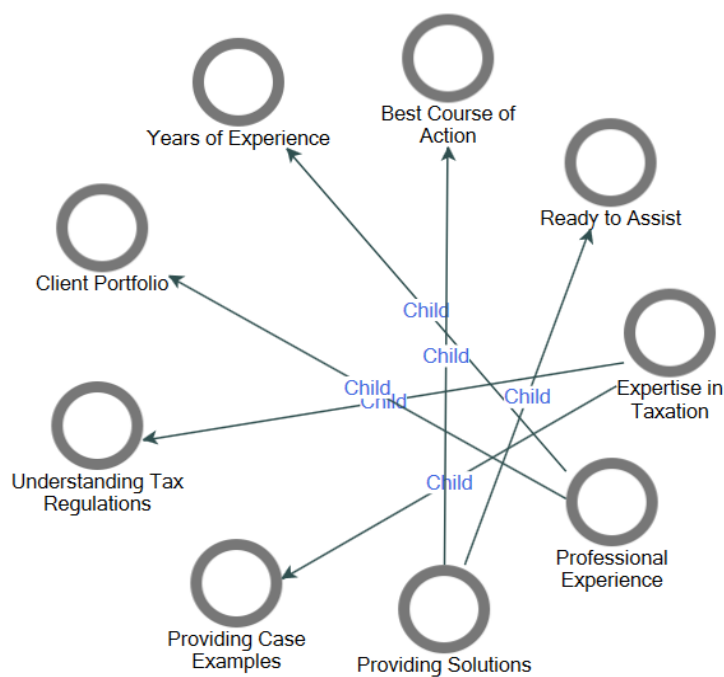 Best Course of
Action
Years of Experience
Ready to Assist
Client Portfolio
Child
Child
Child
Child
Child
Expertise in
Taxation
Understanding Tax
Regulations
Child
Professional
Experience
Providing Case
Examples
Providing Solutions